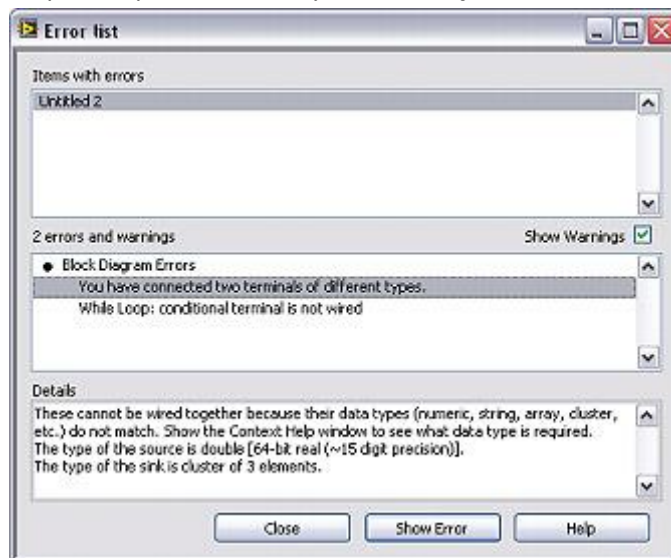 Error list
Items with errors
Untitled 2
2 errors and warnings Show Warnings
Block Diagram Errors
You have connected two terminals of different types.
While Loop: conditional terminal is not wired
Details
These cannot be wired together because their data types (numeric, string, array, cluster,
etc.) do not match. Show the Context Help window to see what data type is required.
The type of the source is double [64-bit real (~15 digit precision)].
The type of the sink is cluster of 3 elements.
Close Show Error Help